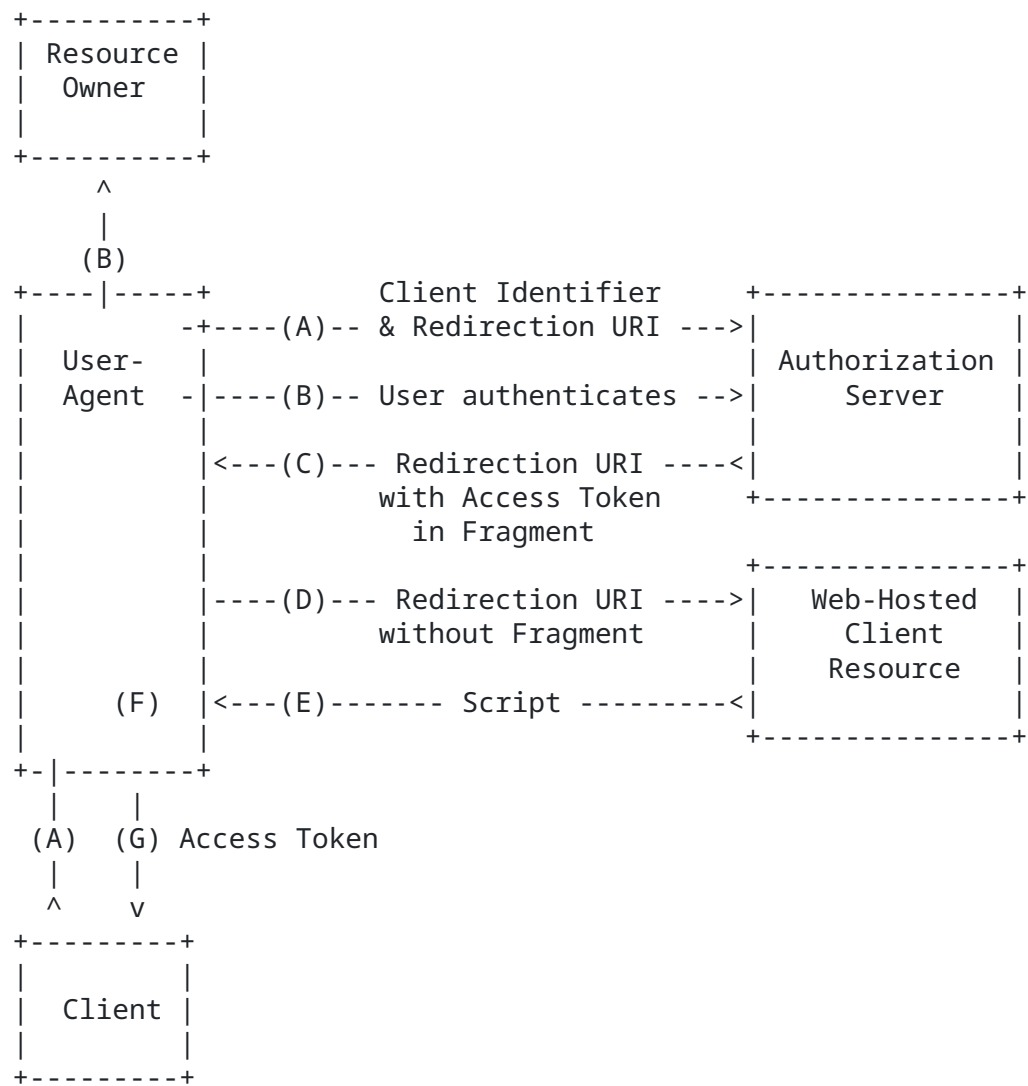 +----------+
| Resource |
|  Owner   |
|          |
+----------+
     ^
     |
    (B)
+----|-----+          Client Identifier     +---------------+
|         -+----(A)-- & Redirection URI --->|               |
|  User-   |                                | Authorization |
|  Agent  -|----(B)-- User authenticates -->|     Server    |
|          |                                |               |
|          |<---(C)--- Redirection URI ----<|               |
|          |          with Access Token     +---------------+
|          |            in Fragment
|          |                                +---------------+
|          |----(D)--- Redirection URI ---->|   Web-Hosted  |
|          |          without Fragment      |     Client    |
|          |                                |    Resource   |
|     (F)  |<---(E)------- Script ---------<|               |
|          |                                +---------------+
+-|--------+
  |    |
 (A)  (G) Access Token
  |    |
  ^    v
+---------+
|         |
|  Client |
|         |
+---------+